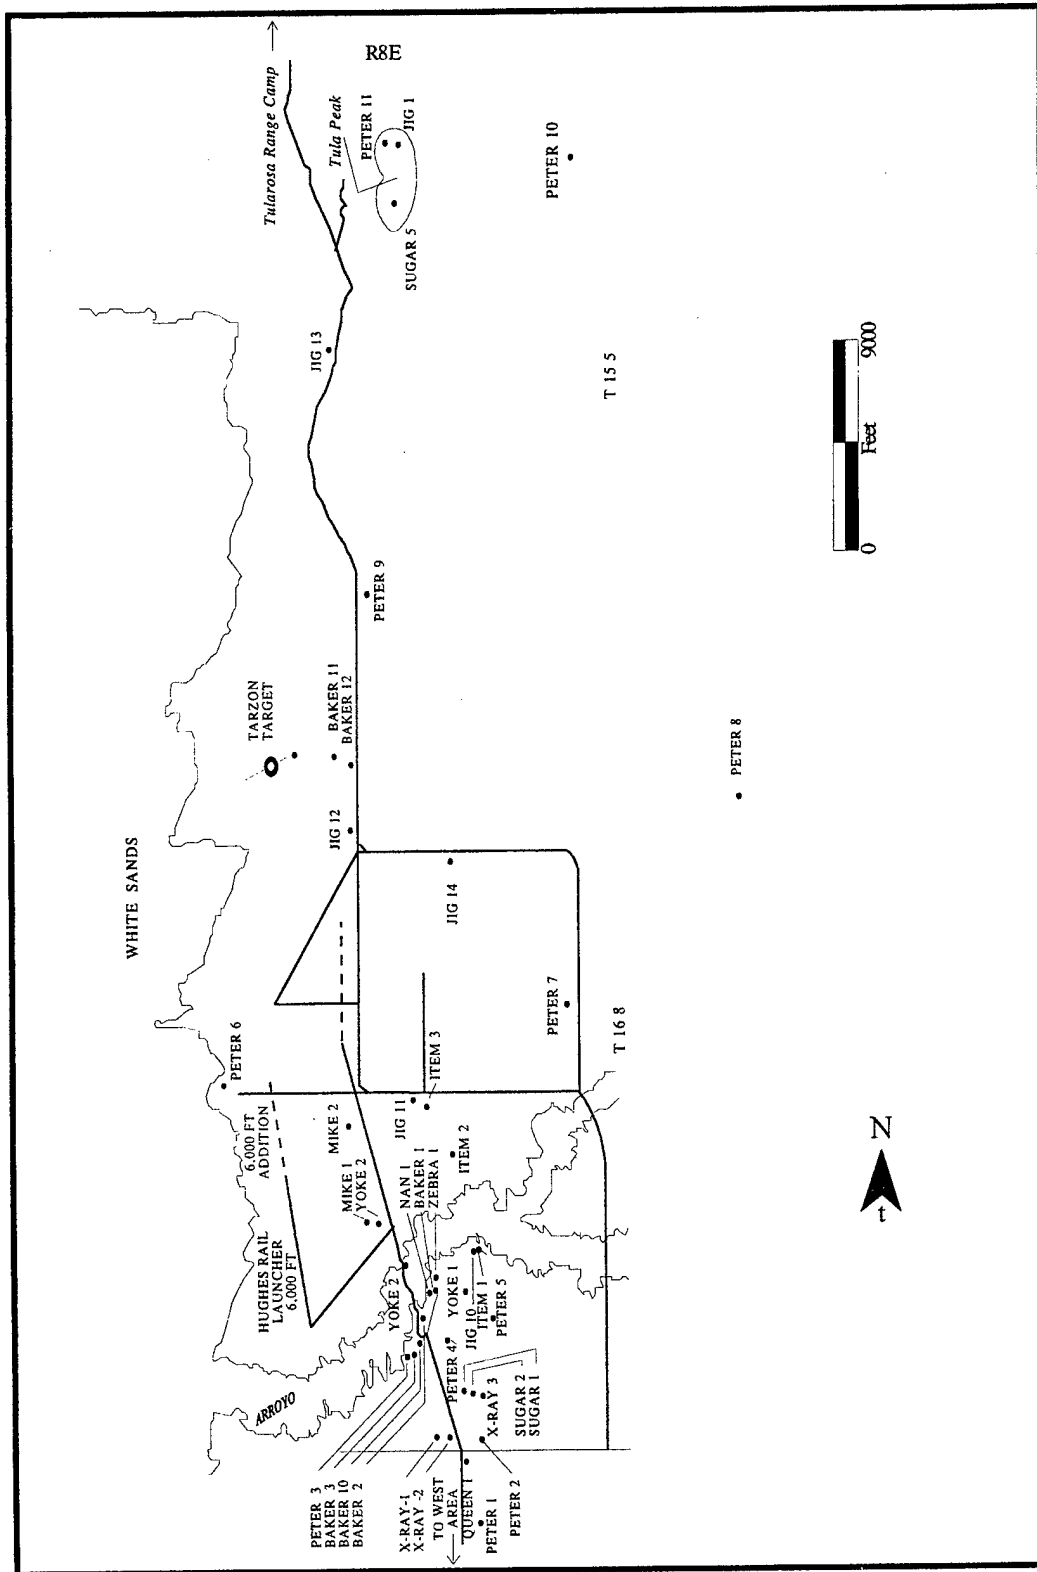 R8E
Tularosa Range Camp
Tula Peak
PETER 11
JIG 1
SUGAR 5
PETER 10
JIG 13
T 15 5
0
Feet
9000
PETER 9
TARZON
TARGET
BAKER 11
BAKER 12
PETER 8
JIG 12
WHITE SANDS
JIG 14
PETER 7
T 16 8
PETER 6
6,000 FT
ADDITION
HUGHES RAIL
LAUNCHER
6,000 FT
MIKE 2
MIKE 1
YOKE 2
JIG 11
ITEM 3
ITEM 2
NAN 1
BAKER 1
ZEBRA 1
YOKE 2
YOKE 1
JIG 10
ITEM 1
PETER 5
PETER 47
X-RAY 3
SUGAR 2
SUGAR 1
ARROYO
PETER 3
BAKER 3
BAKER 10
BAKER 2
X-RAY-1
X-RAY -2
TO WEST
AREA
QUEEN 1
PETER 1
PETER 2
N
t